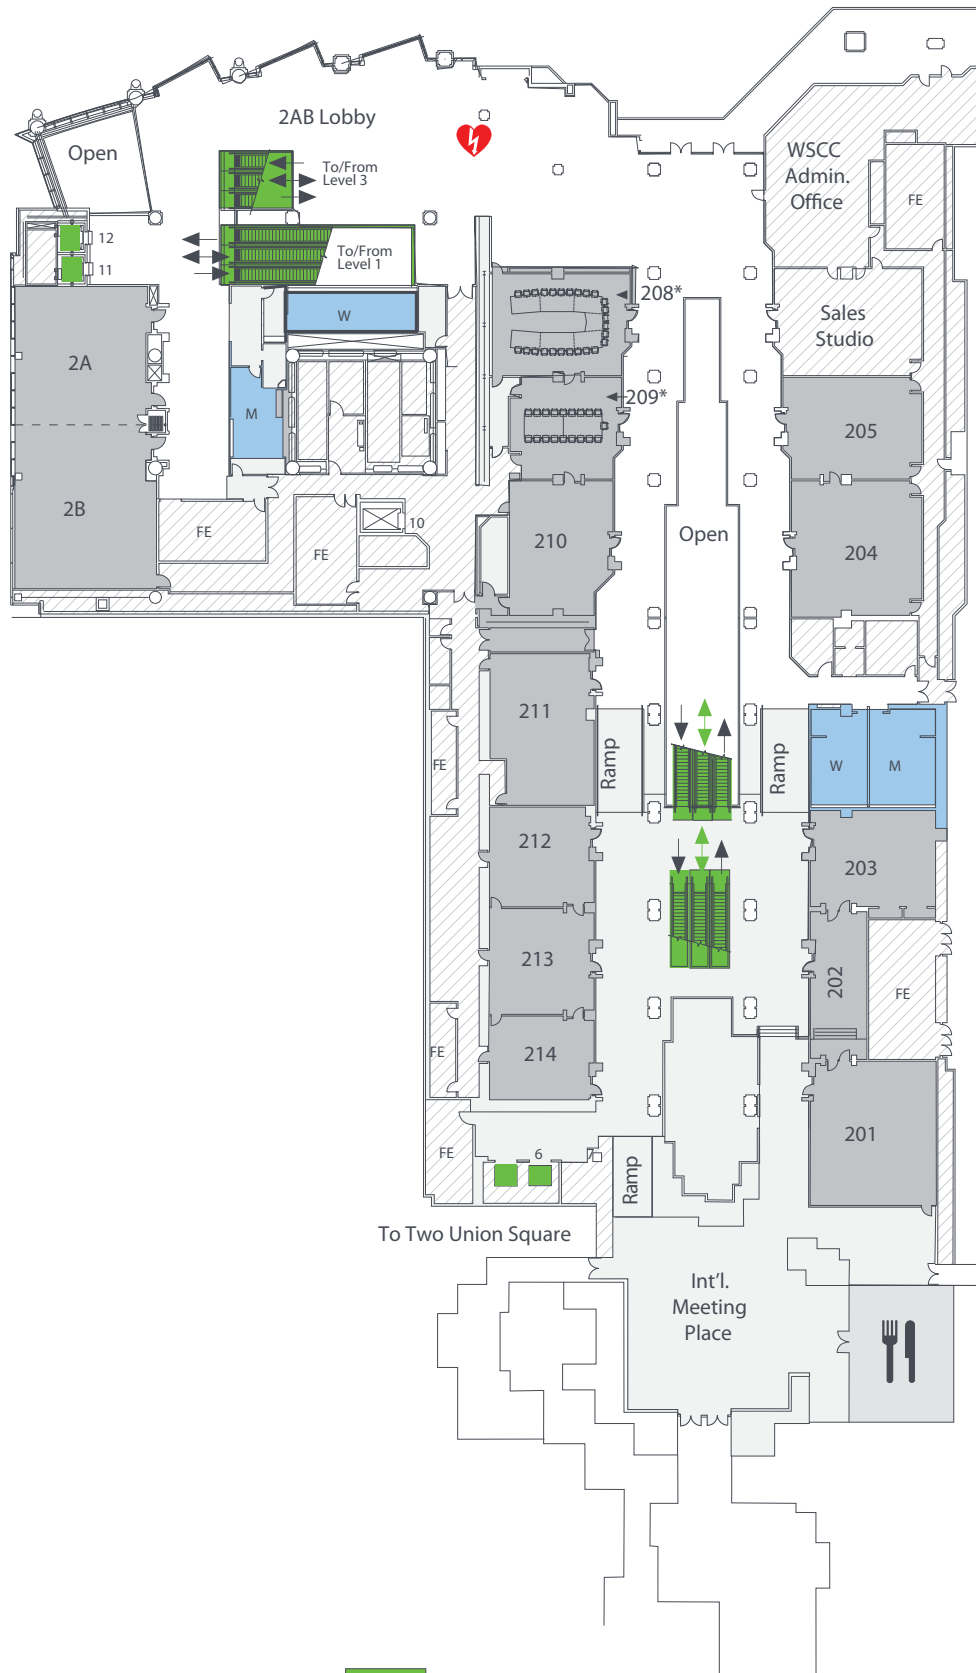 2AB Lobby
Open
To/From
Level 3
WSCC
Admin.
Office
FE
12
11
To/From
Level 1
208*
W
Sales
Studio
2A
209*
M
205
2B
10
FE
FE
210
Open
204
211
Ramp
Ramp
FE
W
M
212
203
213
202
FE
FE
214
201
FE
6
7
Ramp
To Two Union Square
Int'l.
Meeting
Place